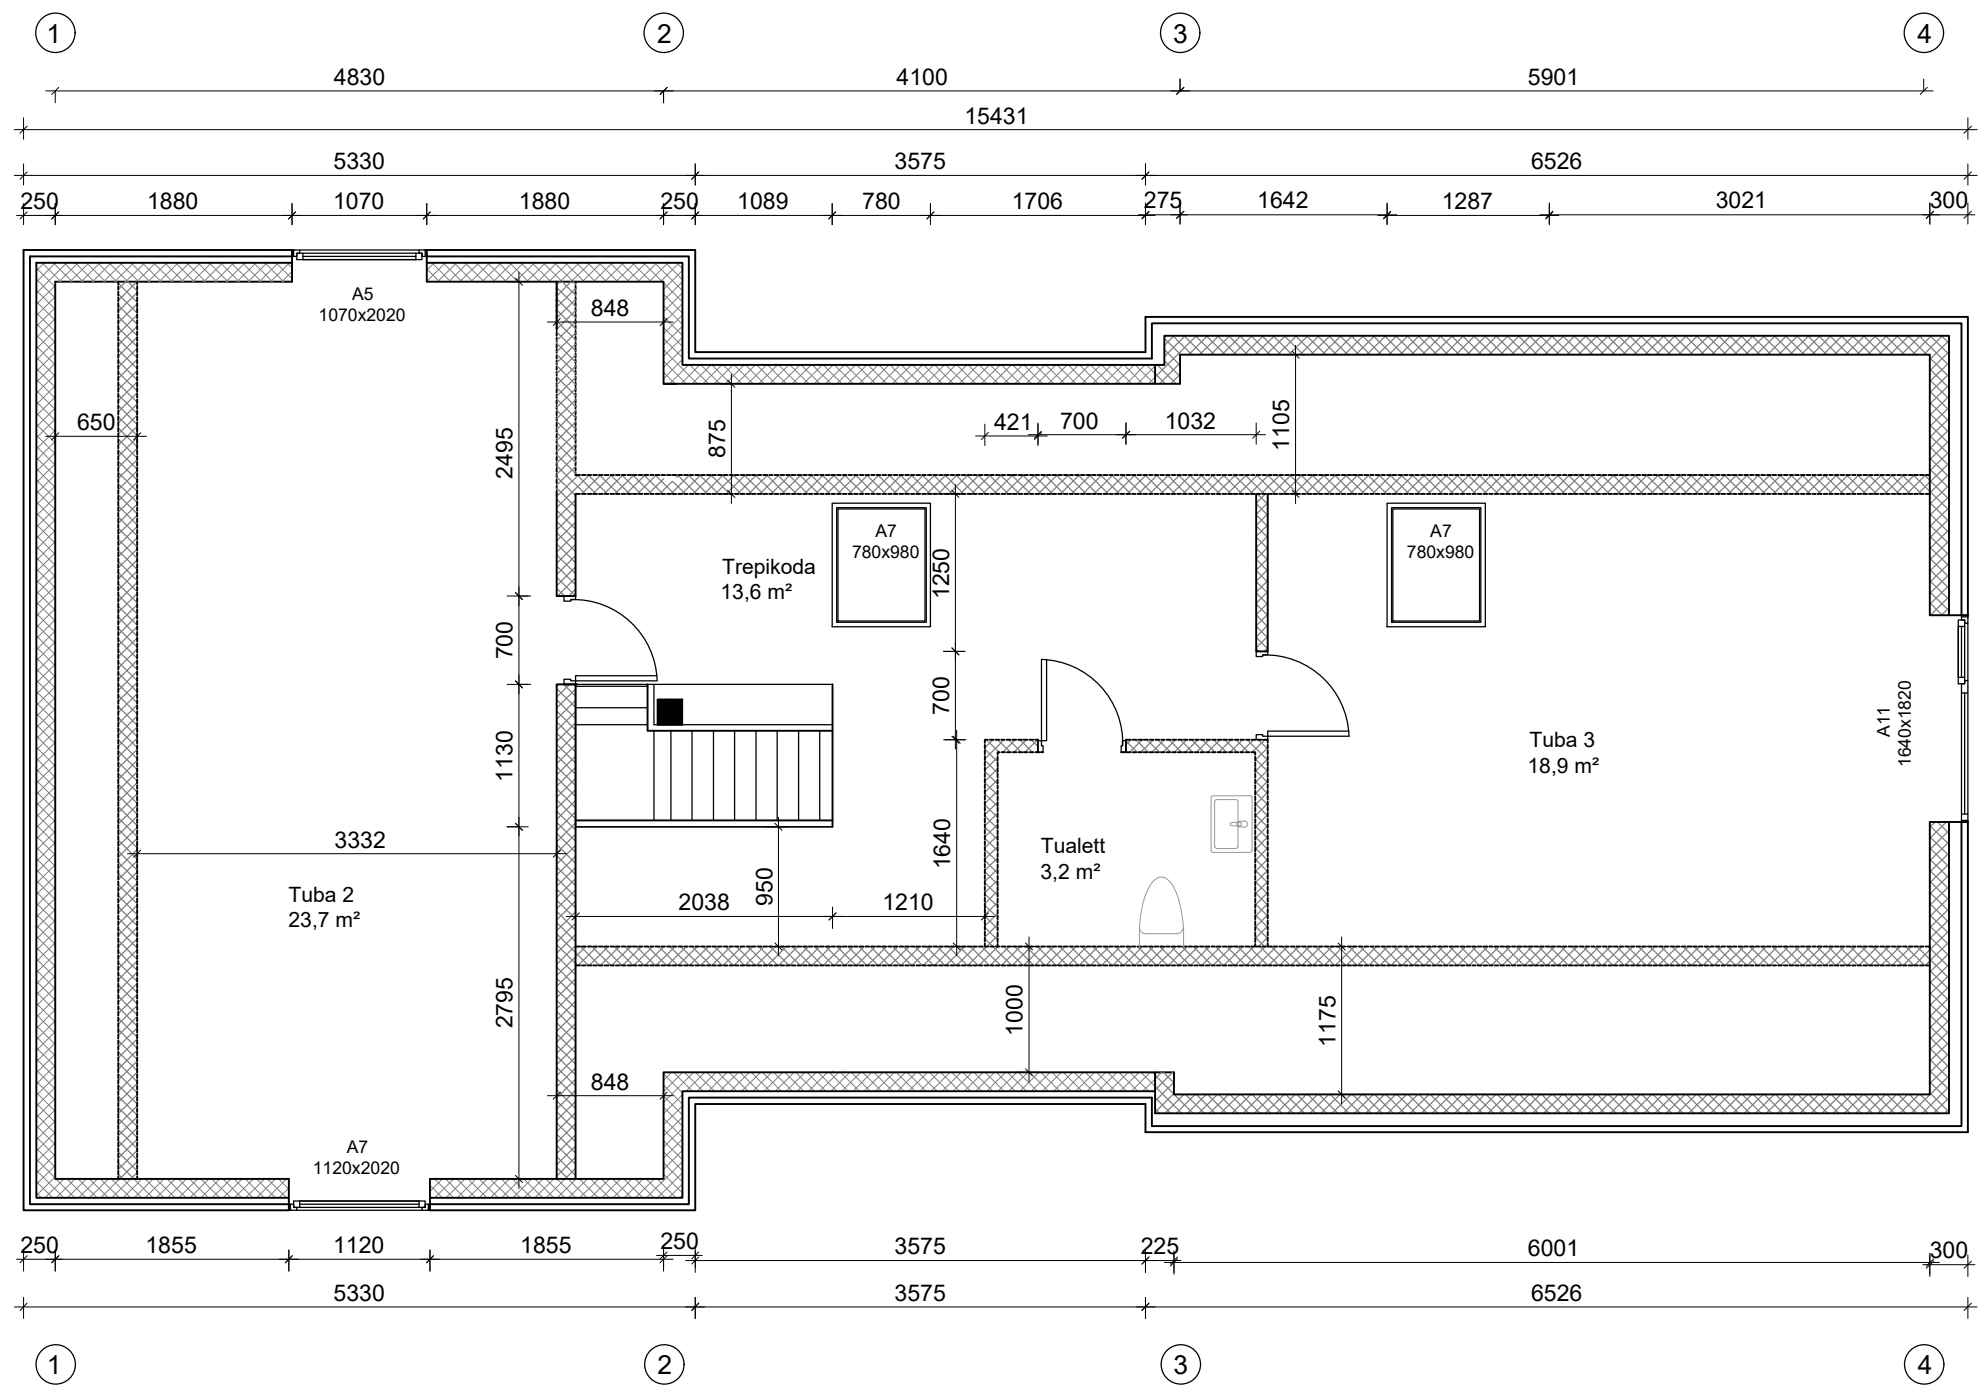 1 2 3 4
4830 4100 5901
15431
5330 3575 6526
250 1880 1070 1880 250 1089 780 1706 275 1642 1287 3021 300
A5
1070x2020
848
650
2495
875
421 700 1032
1105
A7
780x980
A7
780x980
Trepikoda
13,6 m²
1250
700
700
1130
Tuba 3
18,9 m²
A11
1640x1820
3332
1640
Tualett
3,2 m²
950
Tuba 2
23,7 m²
2038 1210
2795
1000
1175
848
A7
1120x2020
250 1855 1120 1855 250 3575 225 6001 300
5330 3575 6526
1 2 3 4